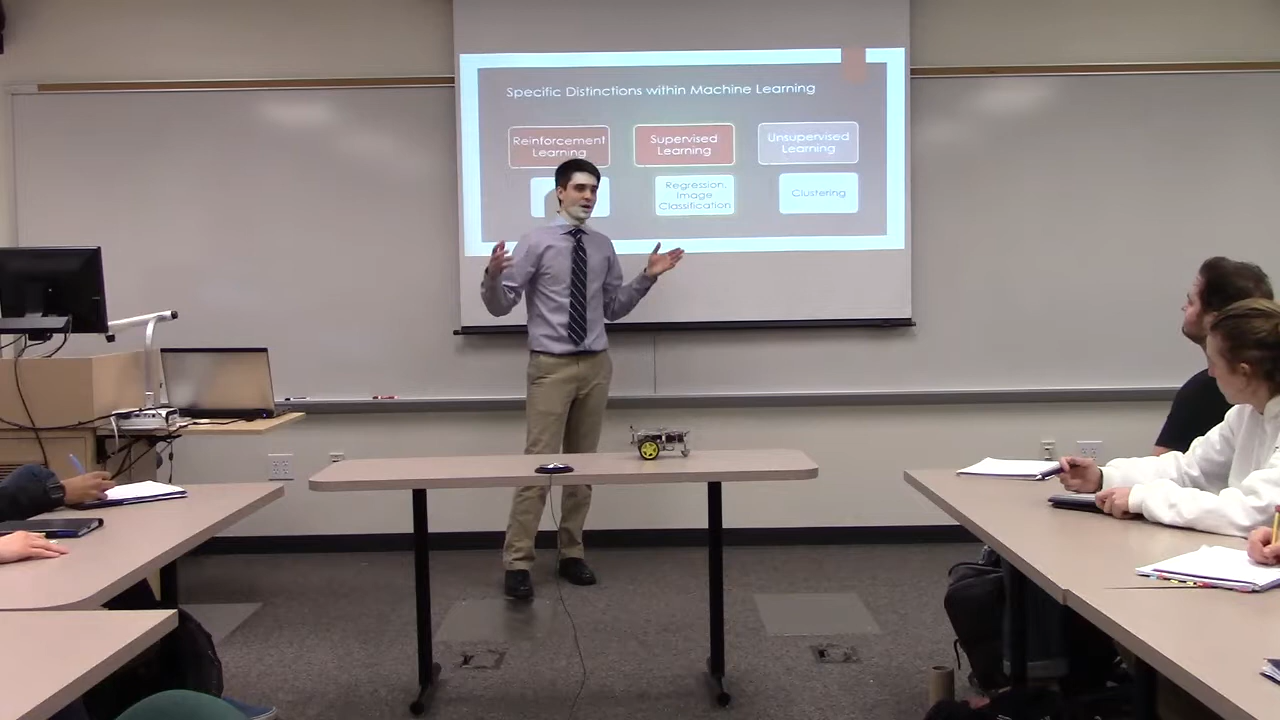 Specific Distinctions within Machine Learning
Reinforcement
Learning
Supervised
Learning
Unsupervised
Learning
Regression,
Image
Classification
Clustering